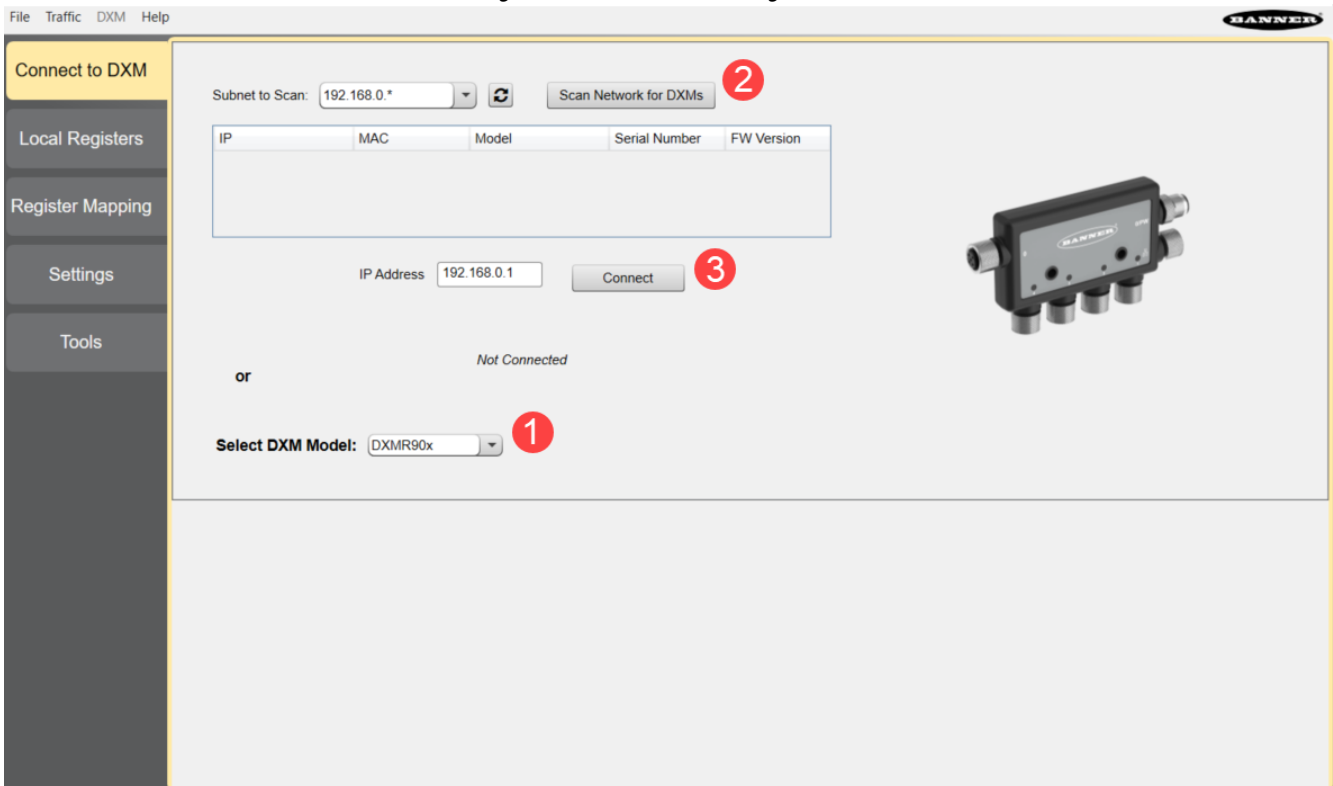 File Traffic DXM Help
BANNER
Connect to DXM
Local Registers
Register Mapping
Settings
Tools
Subnet to Scan: 192.168.0.* Scan Network for DXMs 2
IP MAC Model Serial Number FW Version
IP Address 192.168.0.1 Connect 3
Not Connected
or
Select DXM Model: DXMR90x 1
BANNER